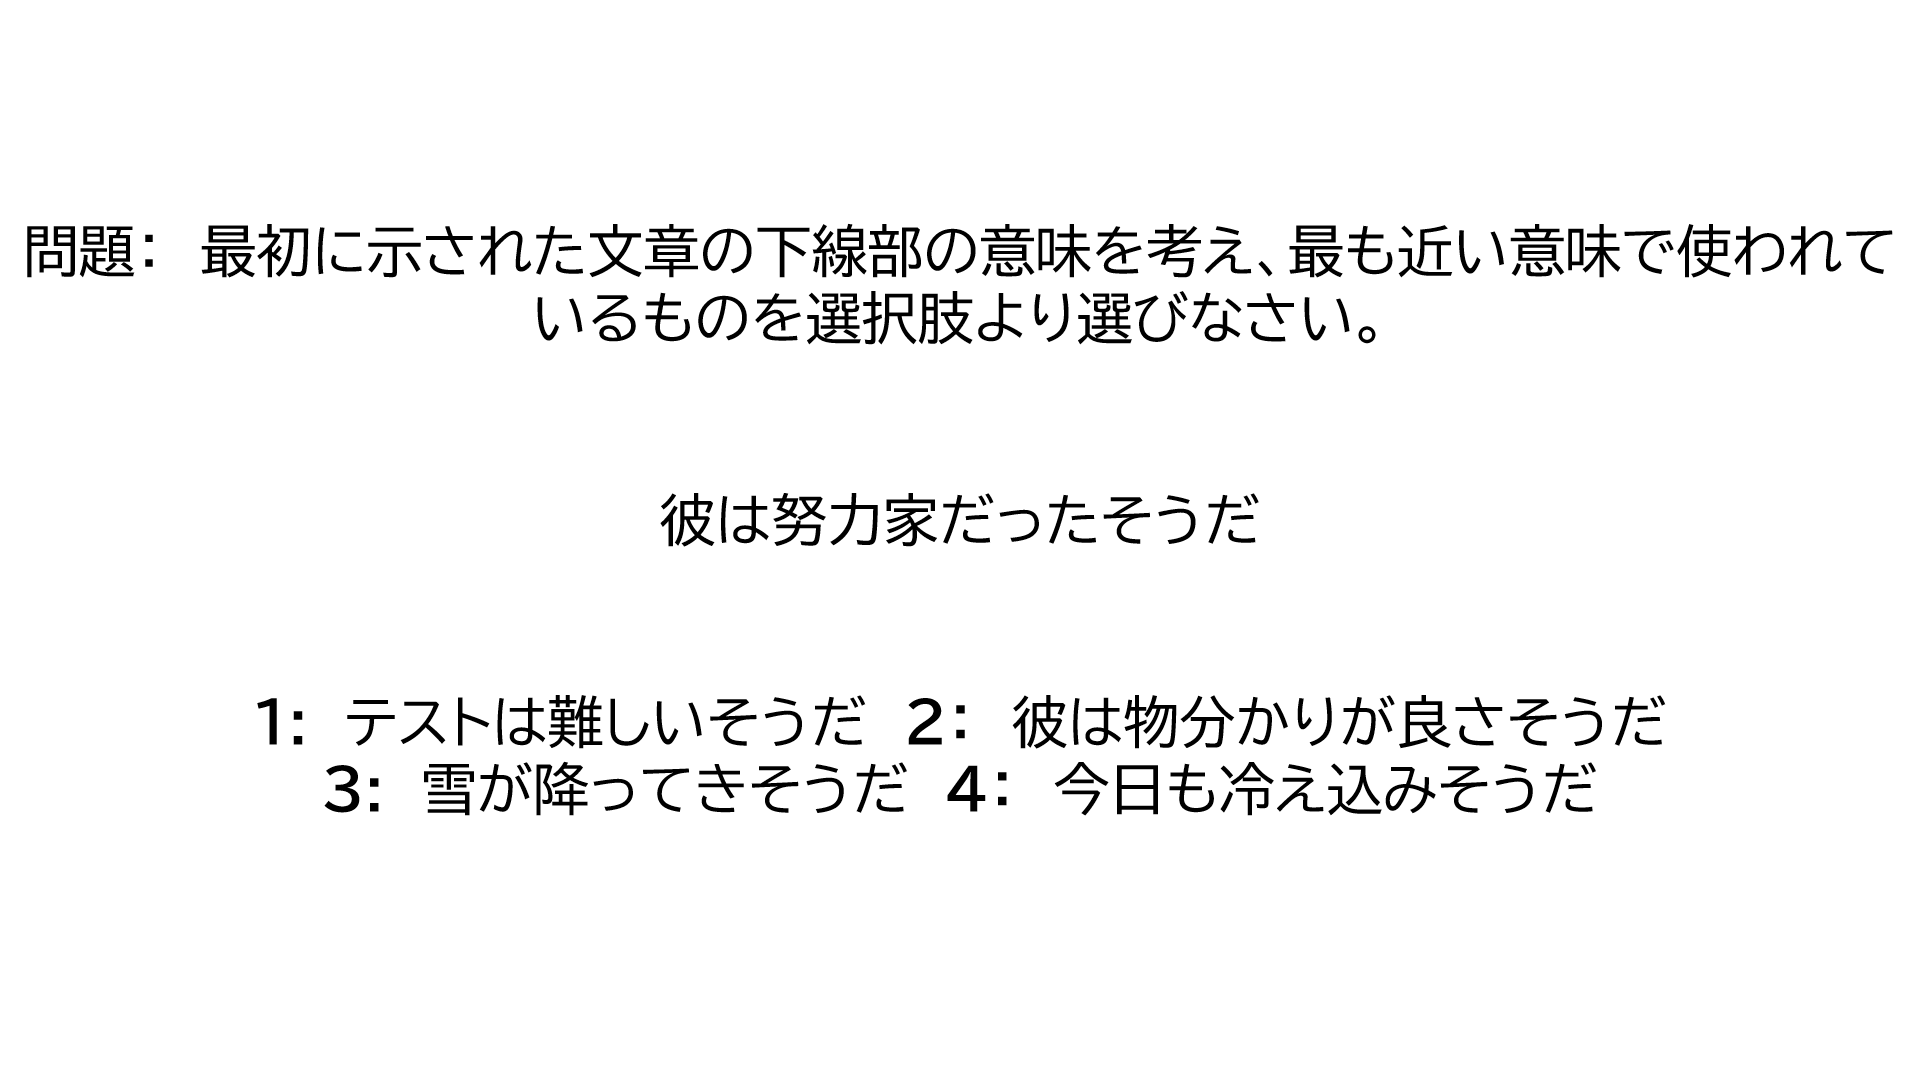 問題：　最初に示された文章の下線部の意味を考え、最も近い意味で使われて
いるものを選択肢より選びなさい。
彼は努力家だったそうだ
1:　テストは難しいそうだ　2：　彼は物分かりが良さそうだ
3:　雪が降ってきそうだ　4：　今日も冷え込みそうだ